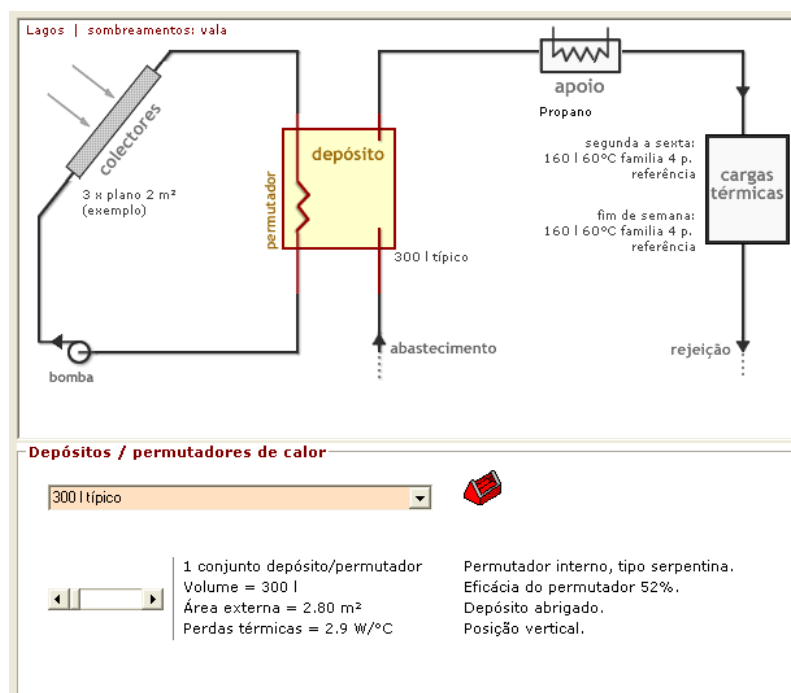 Lagos | sombreamentos: vala
colectores
3 x plano 2 m²
(exemplo)
bomba
permutador
depósito
300 l típico
abastecimento
apoio
Propano
segunda a sexta:
160 l 60°C familia 4 p.
referência
fim de semana:
160 l 60°C familia 4 p.
referência
cargas
térmicas
rejeição
Depósitos / permutadores de calor
300 l típico
1 conjunto depósito/permutador
Volume = 300 l
Área externa = 2.80 m²
Perdas térmicas = 2.9 W/°C
Permutador interno, tipo serpentina.
Eficácia do permutador 52%.
Depósito abrigado.
Posição vertical.